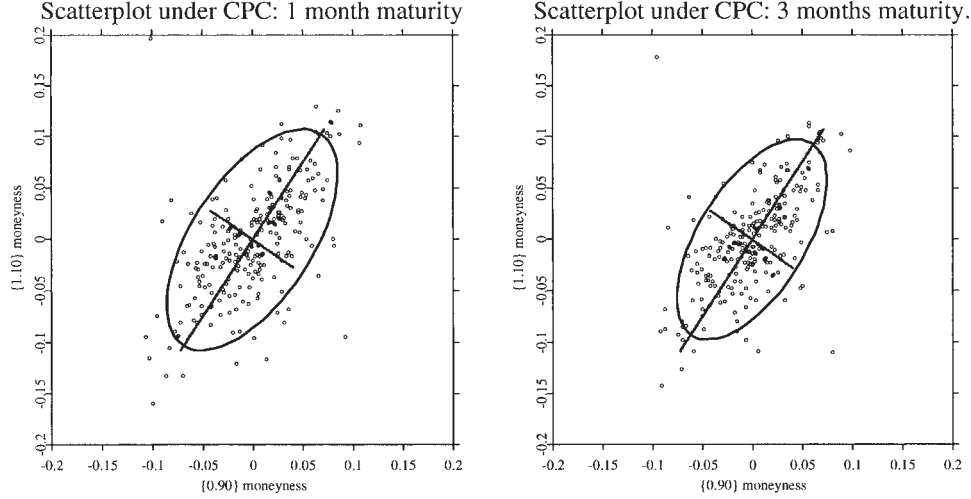 Scatterplot under CPC: 1 month maturity
0.2
0.15
0.1
0.05
0
-0.05
-0.1
-0.15
-0.2
{1.10} moneyness
-0.2 -0.15 -0.1 -0.05 0 0.05 0.1 0.15 0.2
{0.90} moneyness
Scatterplot under CPC: 3 months maturity.
0.2
0.15
0.1
0.05
0
-0.05
-0.1
-0.15
-0.2
{1.10} moneyness
-0.2 -0.15 -0.1 -0.05 0 0.05 0.1 0.15 0.2
{0.90} moneyness